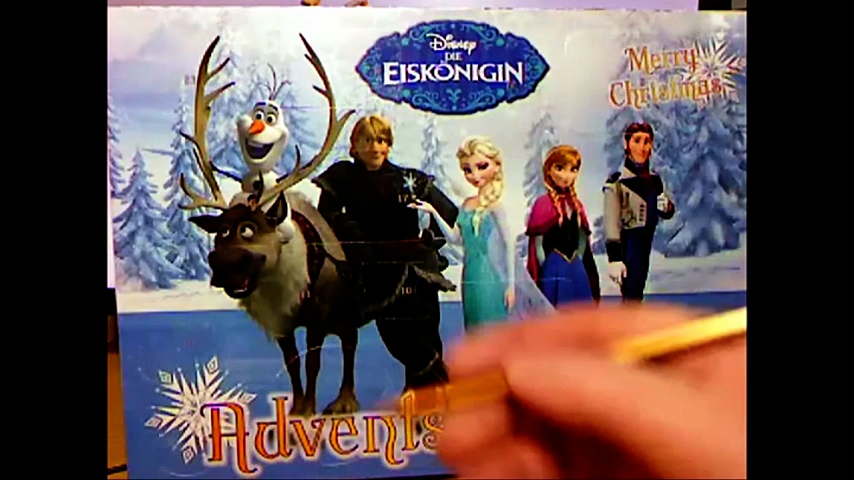 Disney
DIE
EISKÖNIGIN
Merry
Christmas
Advents